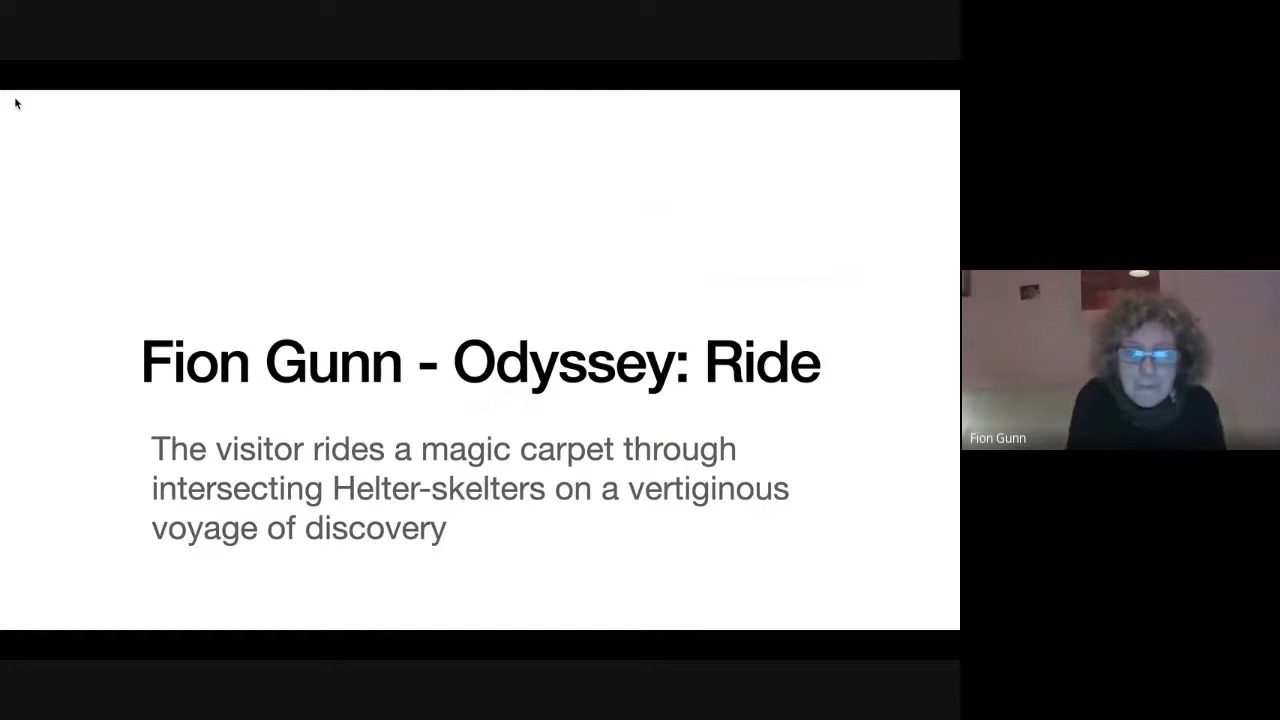 Fion Gunn - Odyssey: Ride
The visitor rides a magic carpet through
intersecting Helter-skelters on a vertiginous
voyage of discovery
Fion Gunn